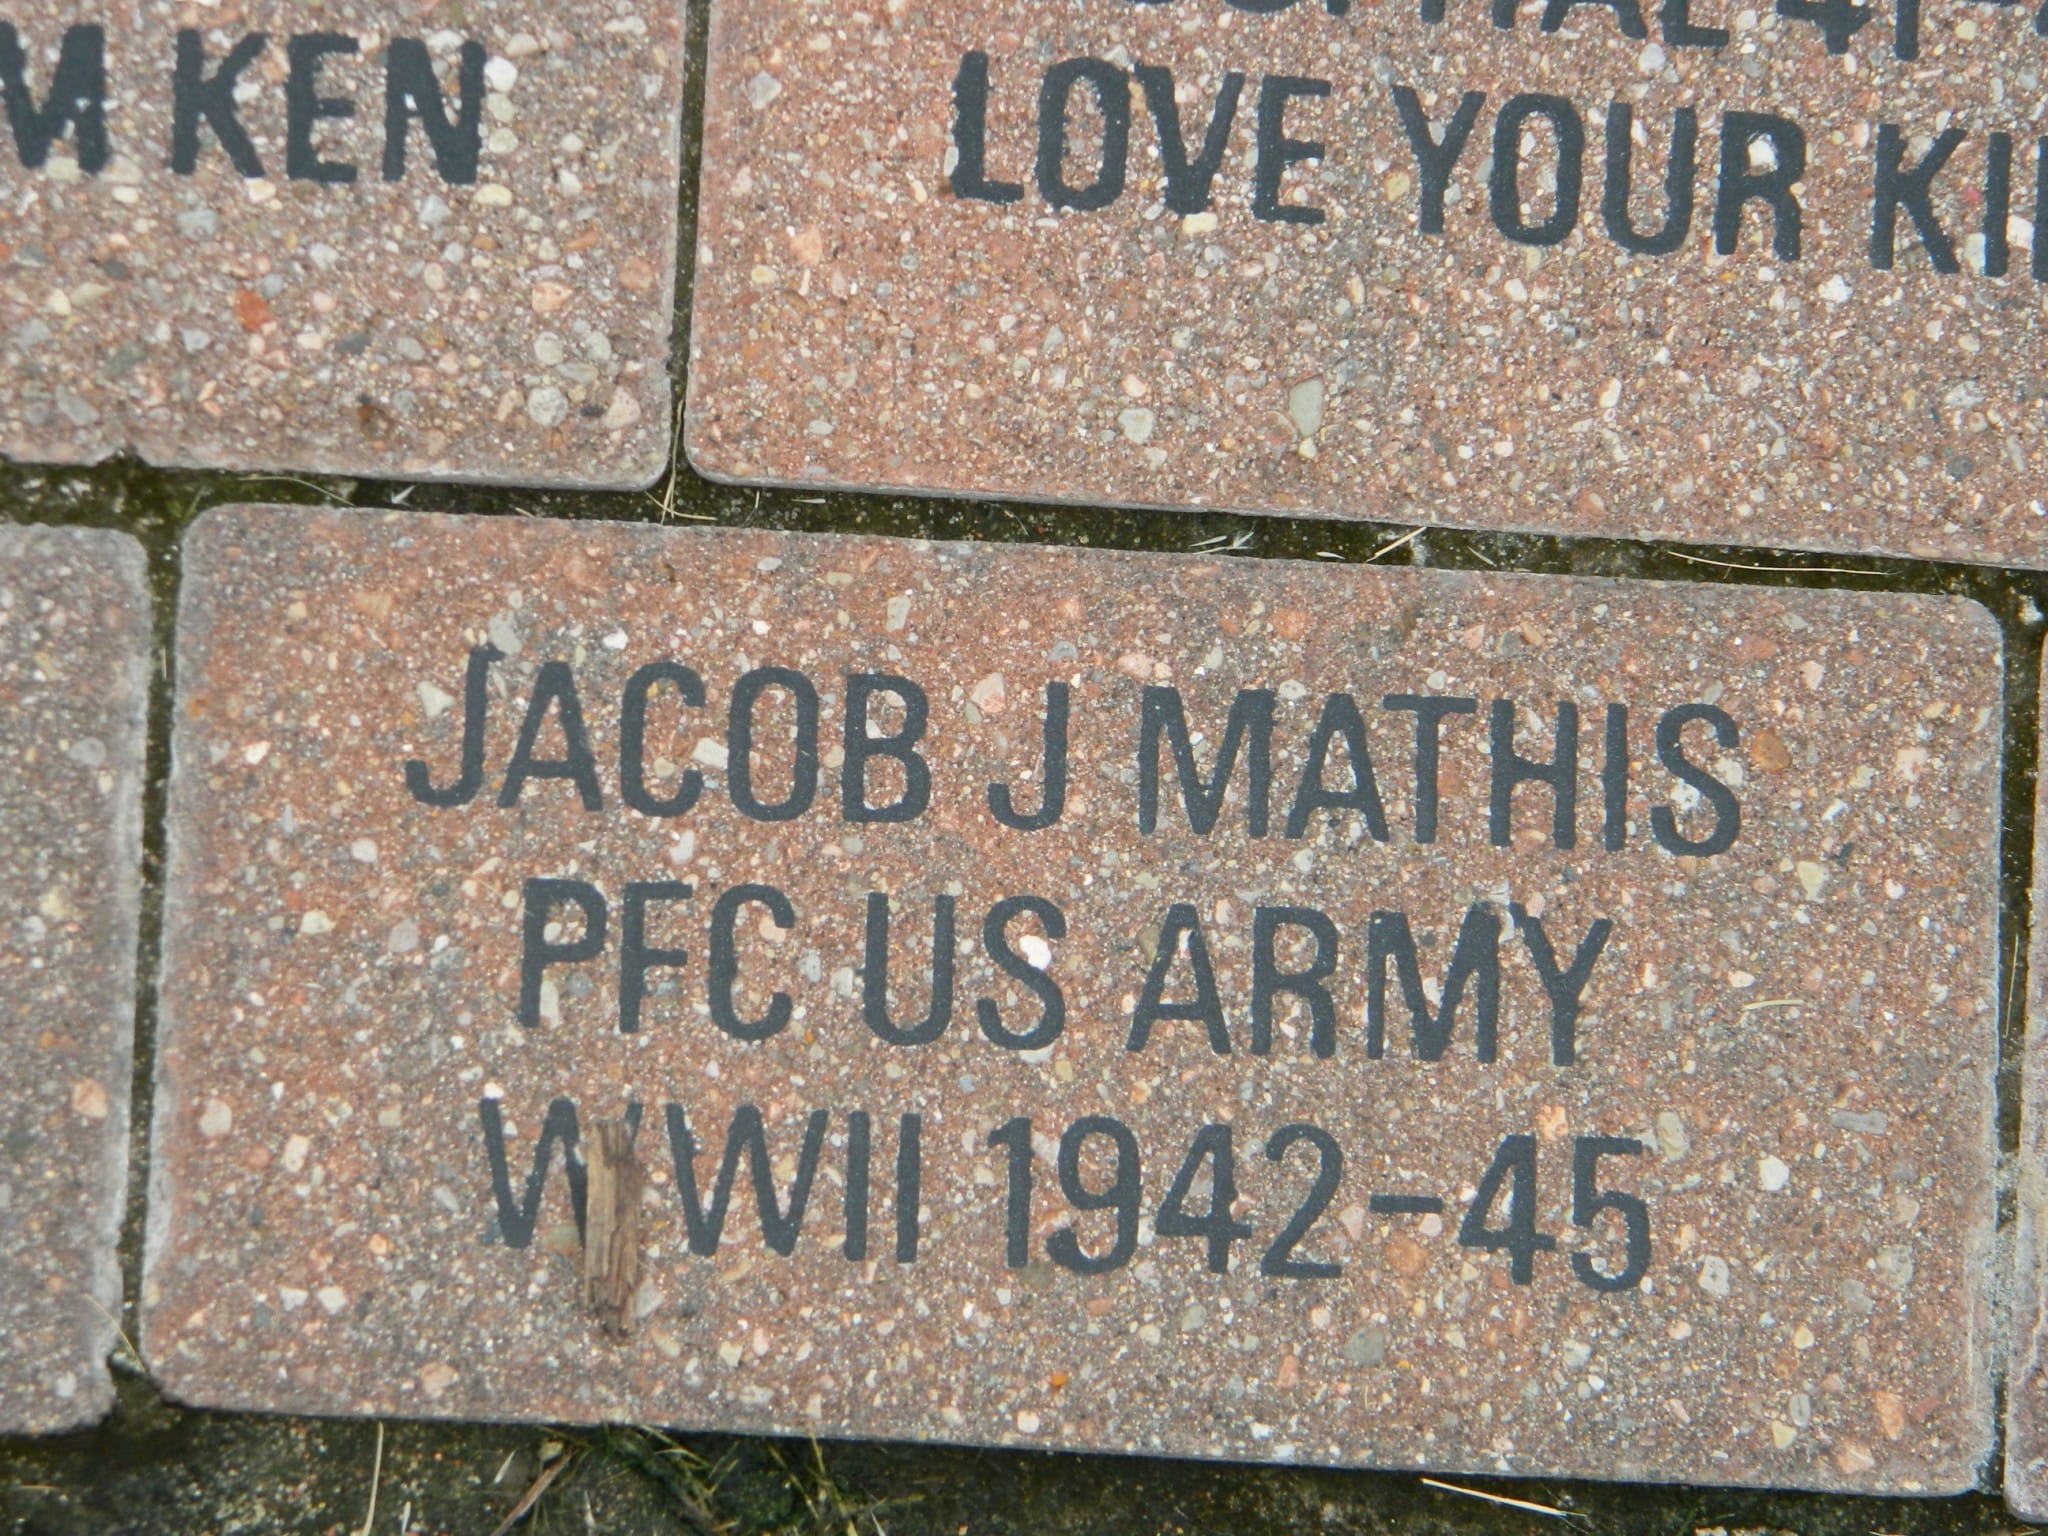 M KEN
LOVE YOUR
JACOB J MATHIS
PFC US ARMY
WWII 1942-45